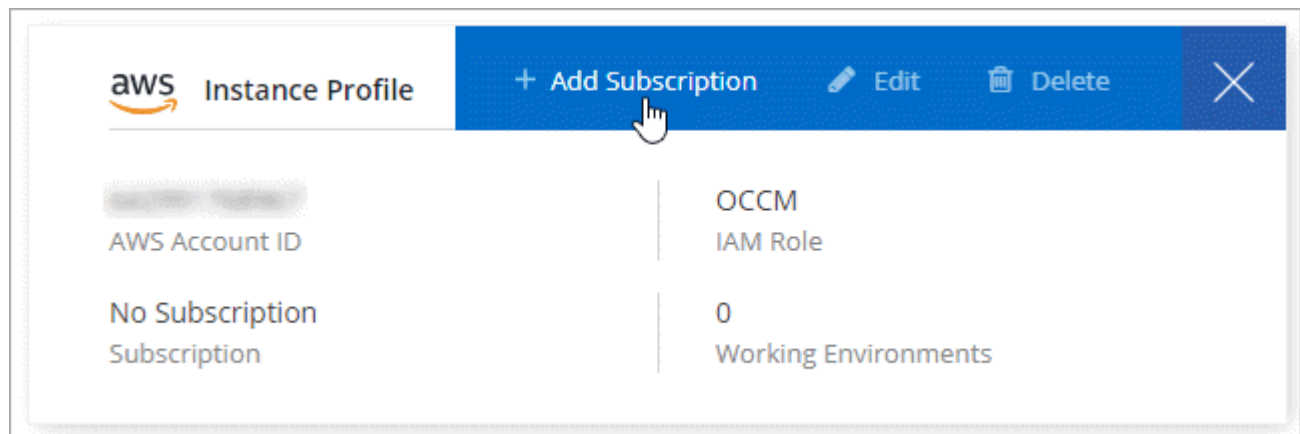 aws Instance Profile + Add Subscription Edit Delete
AWS Account ID
OCCM
IAM Role
No Subscription
Subscription
0
Working Environments